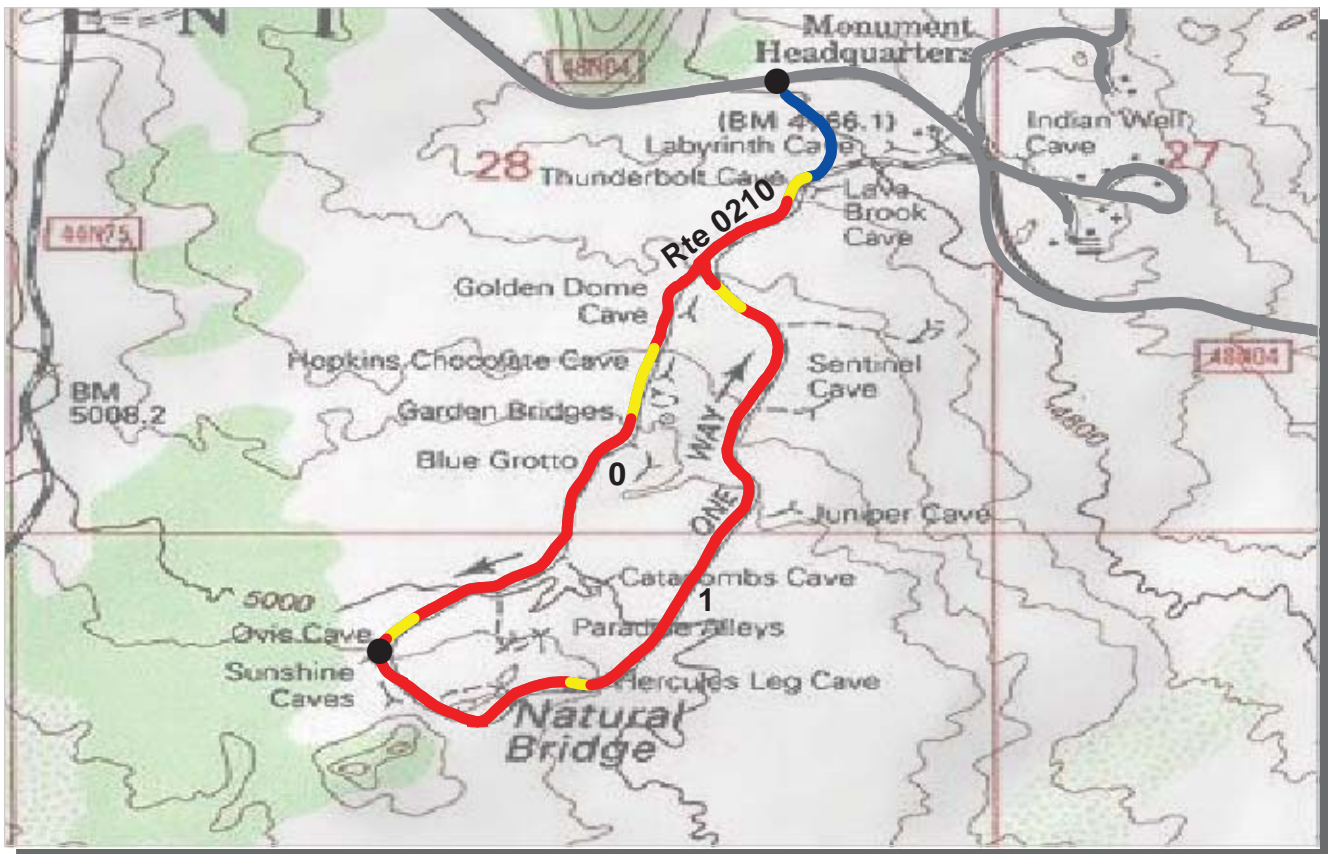 E N T
Monument
Headquarters
48N04
(BM 4766.1)
Indian Well
Cave
Labyrinth Cave
28
27
Thunderbolt Cave
Lava
Brook
Cave
Rte 0210
44N75
Golden Dome
Cave
Hopkins Chocolate Cave
Sentinel
Cave
48N04
BM
5008.2
Garden Bridges
4800
ONE WAY
Blue Grotto
0
Juniper Cave
Catacombs Cave
5000
1
Ovis Cave
Paradise Alleys
Sunshine
Caves
Hercules Leg Cave
Natural
Bridge